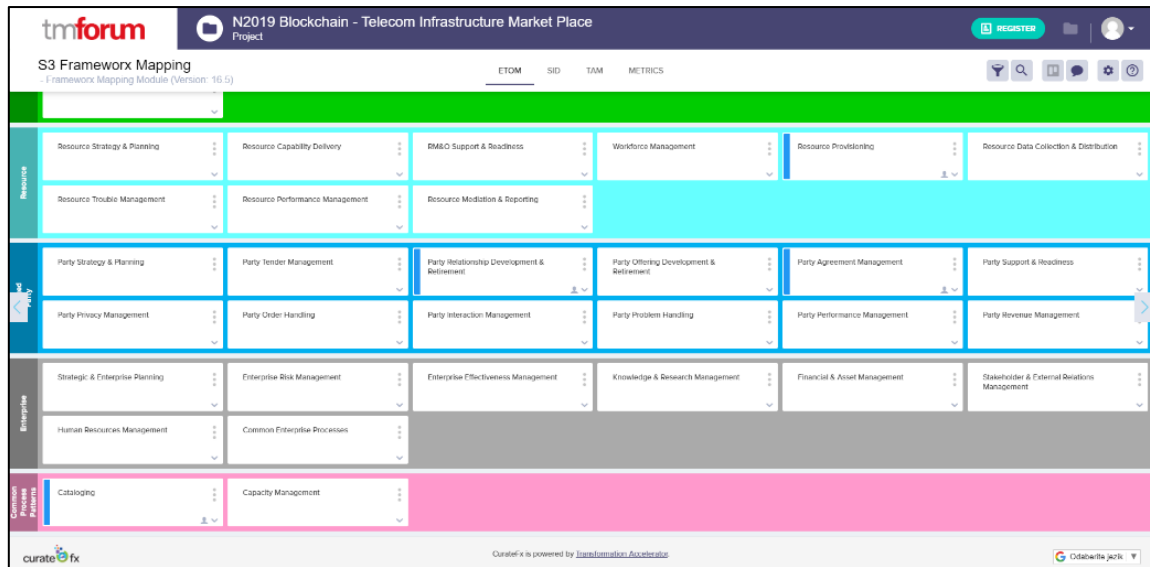 tmforum
N2019 Blockchain - Telecom Infrastructure Market Place
Project
REGISTER
S3 Frameworx Mapping
- Frameworx Mapping Module (Version: 16.5)
ETOM SID TAM METRICS
Resource
Resource Strategy & Planning
Resource Capability Delivery
RM&O Support & Readiness
Workforce Management
Resource Provisioning
Resource Data Collection & Distribution
Resource Trouble Management
Resource Performance Management
Resource Mediation & Reporting
Party
Party Strategy & Planning
Party Tender Management
Party Relationship Development &
Retirement
Party Offering Development &
Retirement
Party Agreement Management
Party Support & Readiness
Party Privacy Management
Party Order Handling
Party Interaction Management
Party Problem Handling
Party Performance Management
Party Revenue Management
Enterprise
Strategic & Enterprise Planning
Enterprise Risk Management
Enterprise Effectiveness Management
Knowledge & Research Management
Financial & Asset Management
Stakeholder & External Relations
Management
Human Resources Management
Common Enterprise Processes
Common
Process
Patterns
Cataloging
Capacity Management
curate fx
CurateFx is powered by Transformation Accelerator
G Odaberite jezik